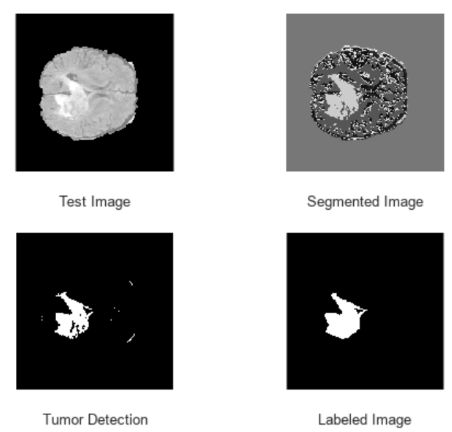 Test Image
Segmented Image
Tumor Detection
Labeled Image